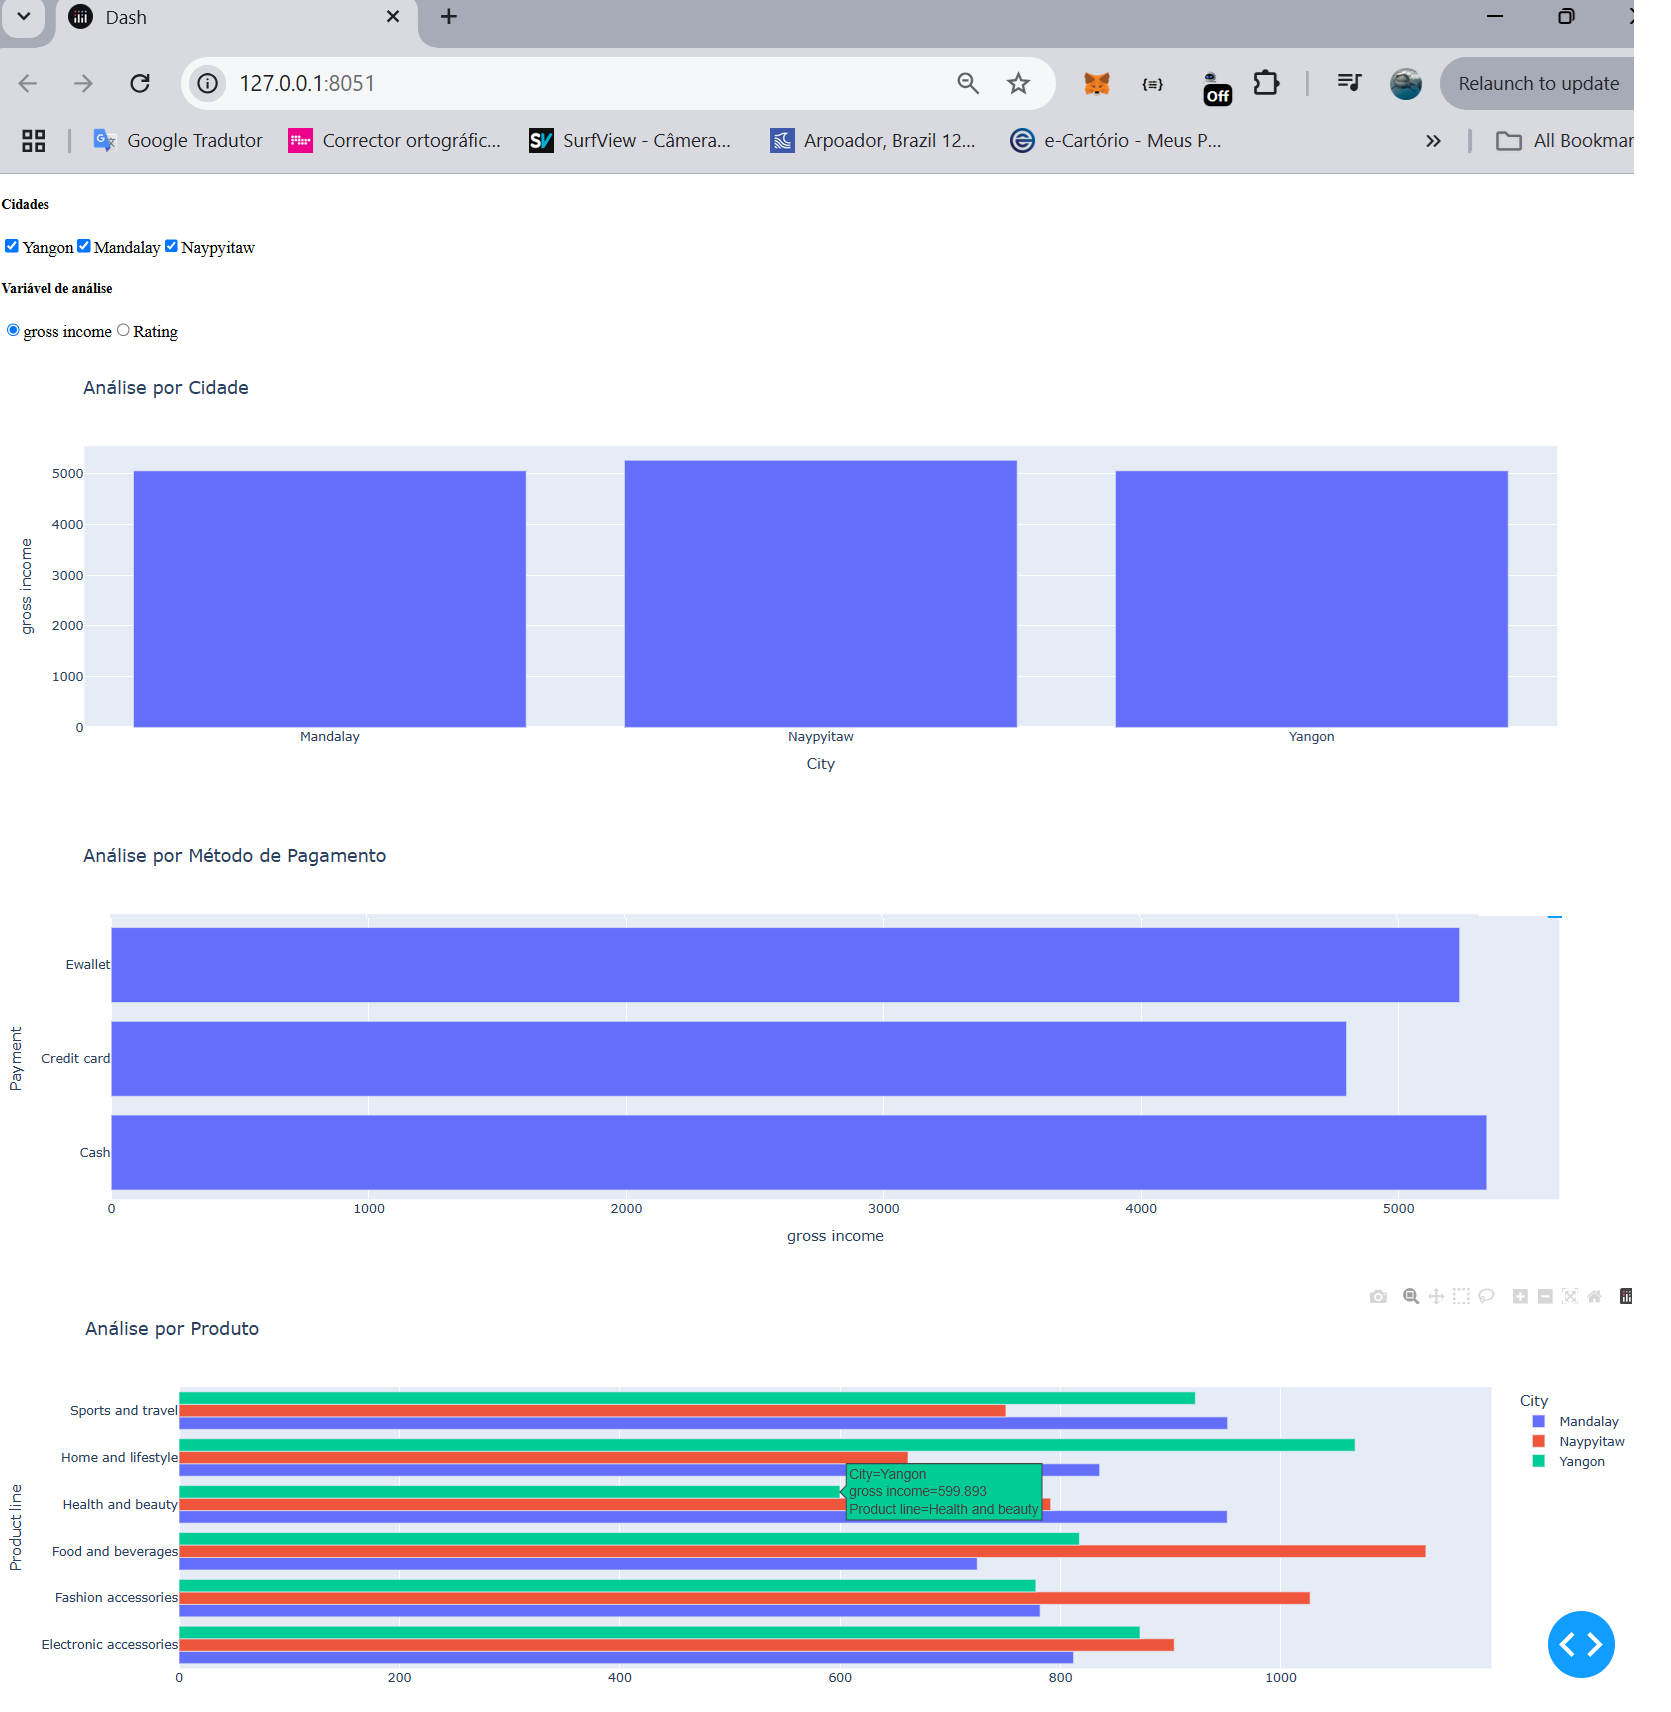 Dash
127.0.0.1:8051
Off
Relaunch to update
Google Tradutor
Corrector ortográfic...
SV SurfView - Câmera...
Arpoador, Brazil 12...
e-Cartório - Meus P...
All Bookmar
Cidades
Yangon Mandalay Naypyitaw
Variável de análise
gross income Rating
Análise por Cidade
5000
4000
3000
2000
1000
0
gross income
Mandalay Naypyitaw Yangon
City
Análise por Método de Pagamento
Payment
Ewallet
Credit card
Cash
0 1000 2000 3000 4000 5000
gross income
Análise por Produto
Product line
Sports and travel
Home and lifestyle
Health and beauty
Food and beverages
Fashion accessories
Electronic accessories
City=Yangon
gross income=599.893
Product line=Health and beauty
0 200 400 600 800 1000
City
Mandalay
Naypyitaw
Yangon